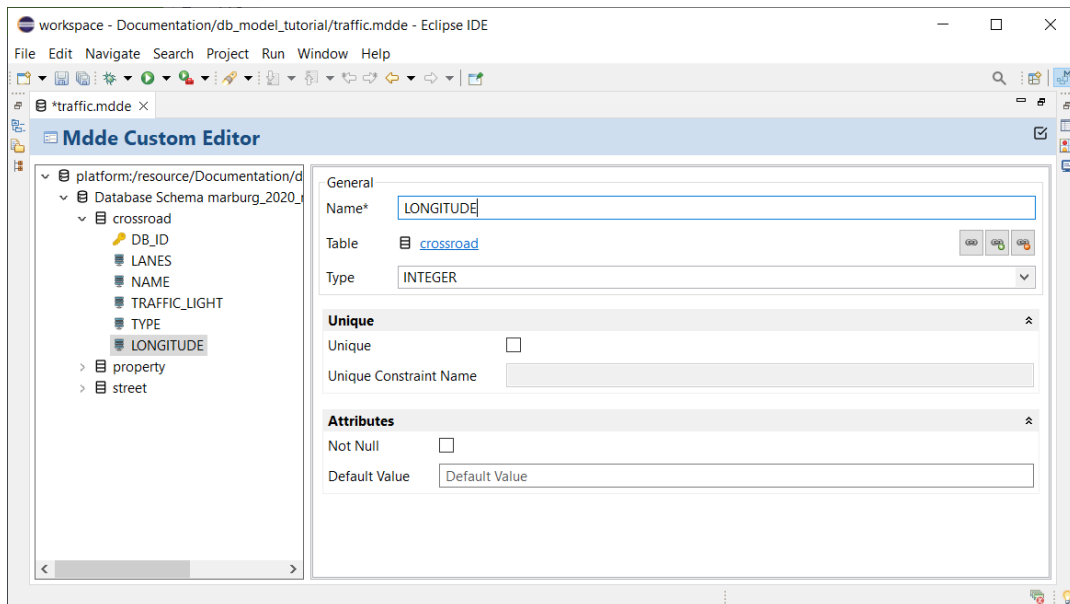 workspace - Documentation/db_model_tutorial/traffic.mdde - Eclipse IDE
File Edit Navigate Search Project Run Window Help
*traffic.mdde
Mdde Custom Editor
platform:/resource/Documentation/d
Database Schema marburg_2020_
crossroad
DB_ID
LANES
NAME
TRAFFIC_LIGHT
TYPE
LONGITUDE
property
street
General
Name* LONGITUDE
Table crossroad
Type INTEGER
Unique
Unique
Unique Constraint Name
Attributes
Not Null
Default Value Default Value